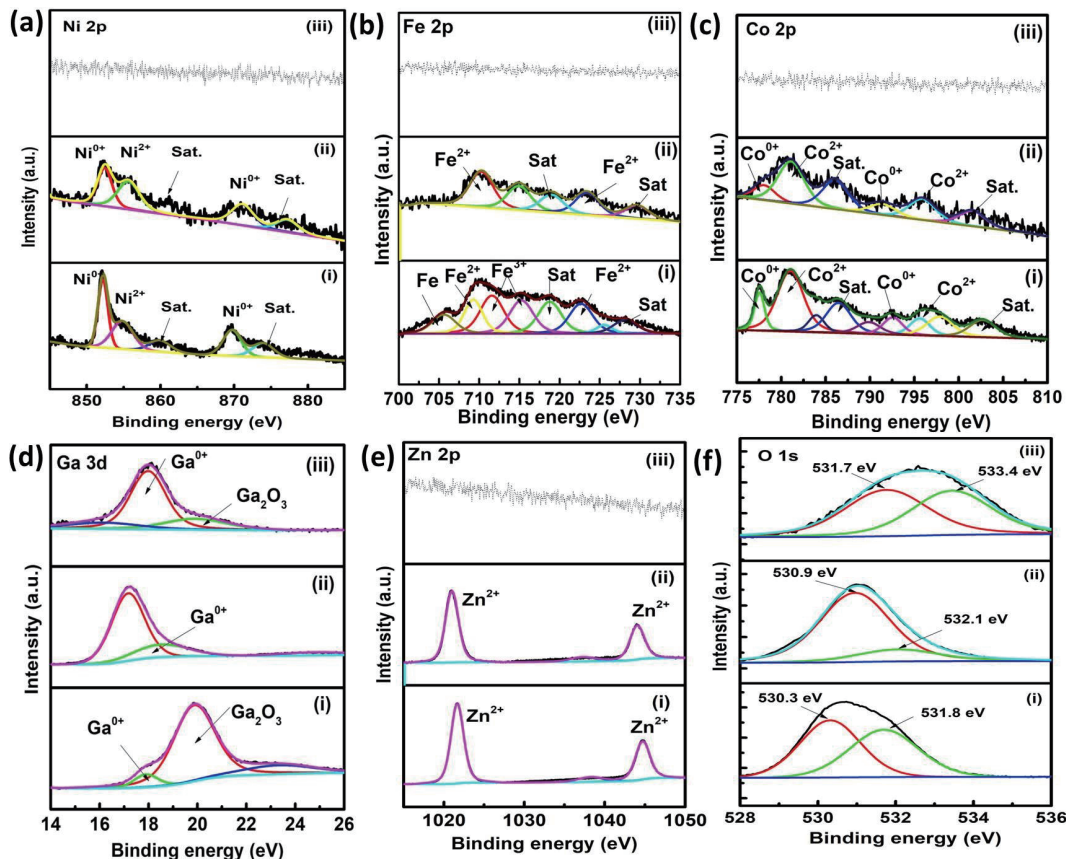 (a) Ni 2p (iii)
(ii)
Ni0+ Ni2+ Sat. Ni0+ Sat.
(i)
Ni0 Ni2+ Sat. Ni0+ Sat.
Intensity (a.u.)
850 860 870 880
Binding energy (eV)
(b) Fe 2p (iii)
(ii)
Fe2+ Sat Fe2+ Sat
(i)
Fe Fe2+ Fe3+ Sat Fe2+ Sat
Intensity (a.u.)
700 705 710 715 720 725 730 735
Binding energy (eV)
(c) Co 2p (iii)
(ii)
Co0+ Co2+ Sat. Co0+ Co2+ Sat.
(i)
Co0+ Co2+ Sat. Co0+ Co2+ Sat.
Intensity (a.u.)
775 780 785 790 795 800 805 810
Binding energy (eV)
(d) Ga 3d (iii)
Ga0+
Ga2O3
(ii)
Ga0+
(i)
Ga0+ Ga2O3
Intensity (a.u.)
14 16 18 20 22 24 26
Binding energy (eV)
(e) Zn 2p (iii)
(ii)
Zn2+ Zn2+
(i)
Zn2+ Zn2+
Intensity (a.u.)
1020 1030 1040 1050
Binding energy (eV)
(f) O 1s (iii)
531.7 eV 533.4 eV
(ii)
530.9 eV
532.1 eV
(i)
530.3 eV 531.8 eV
Intensity (a.u.)
528 530 532 534 536
Binding energy (eV)